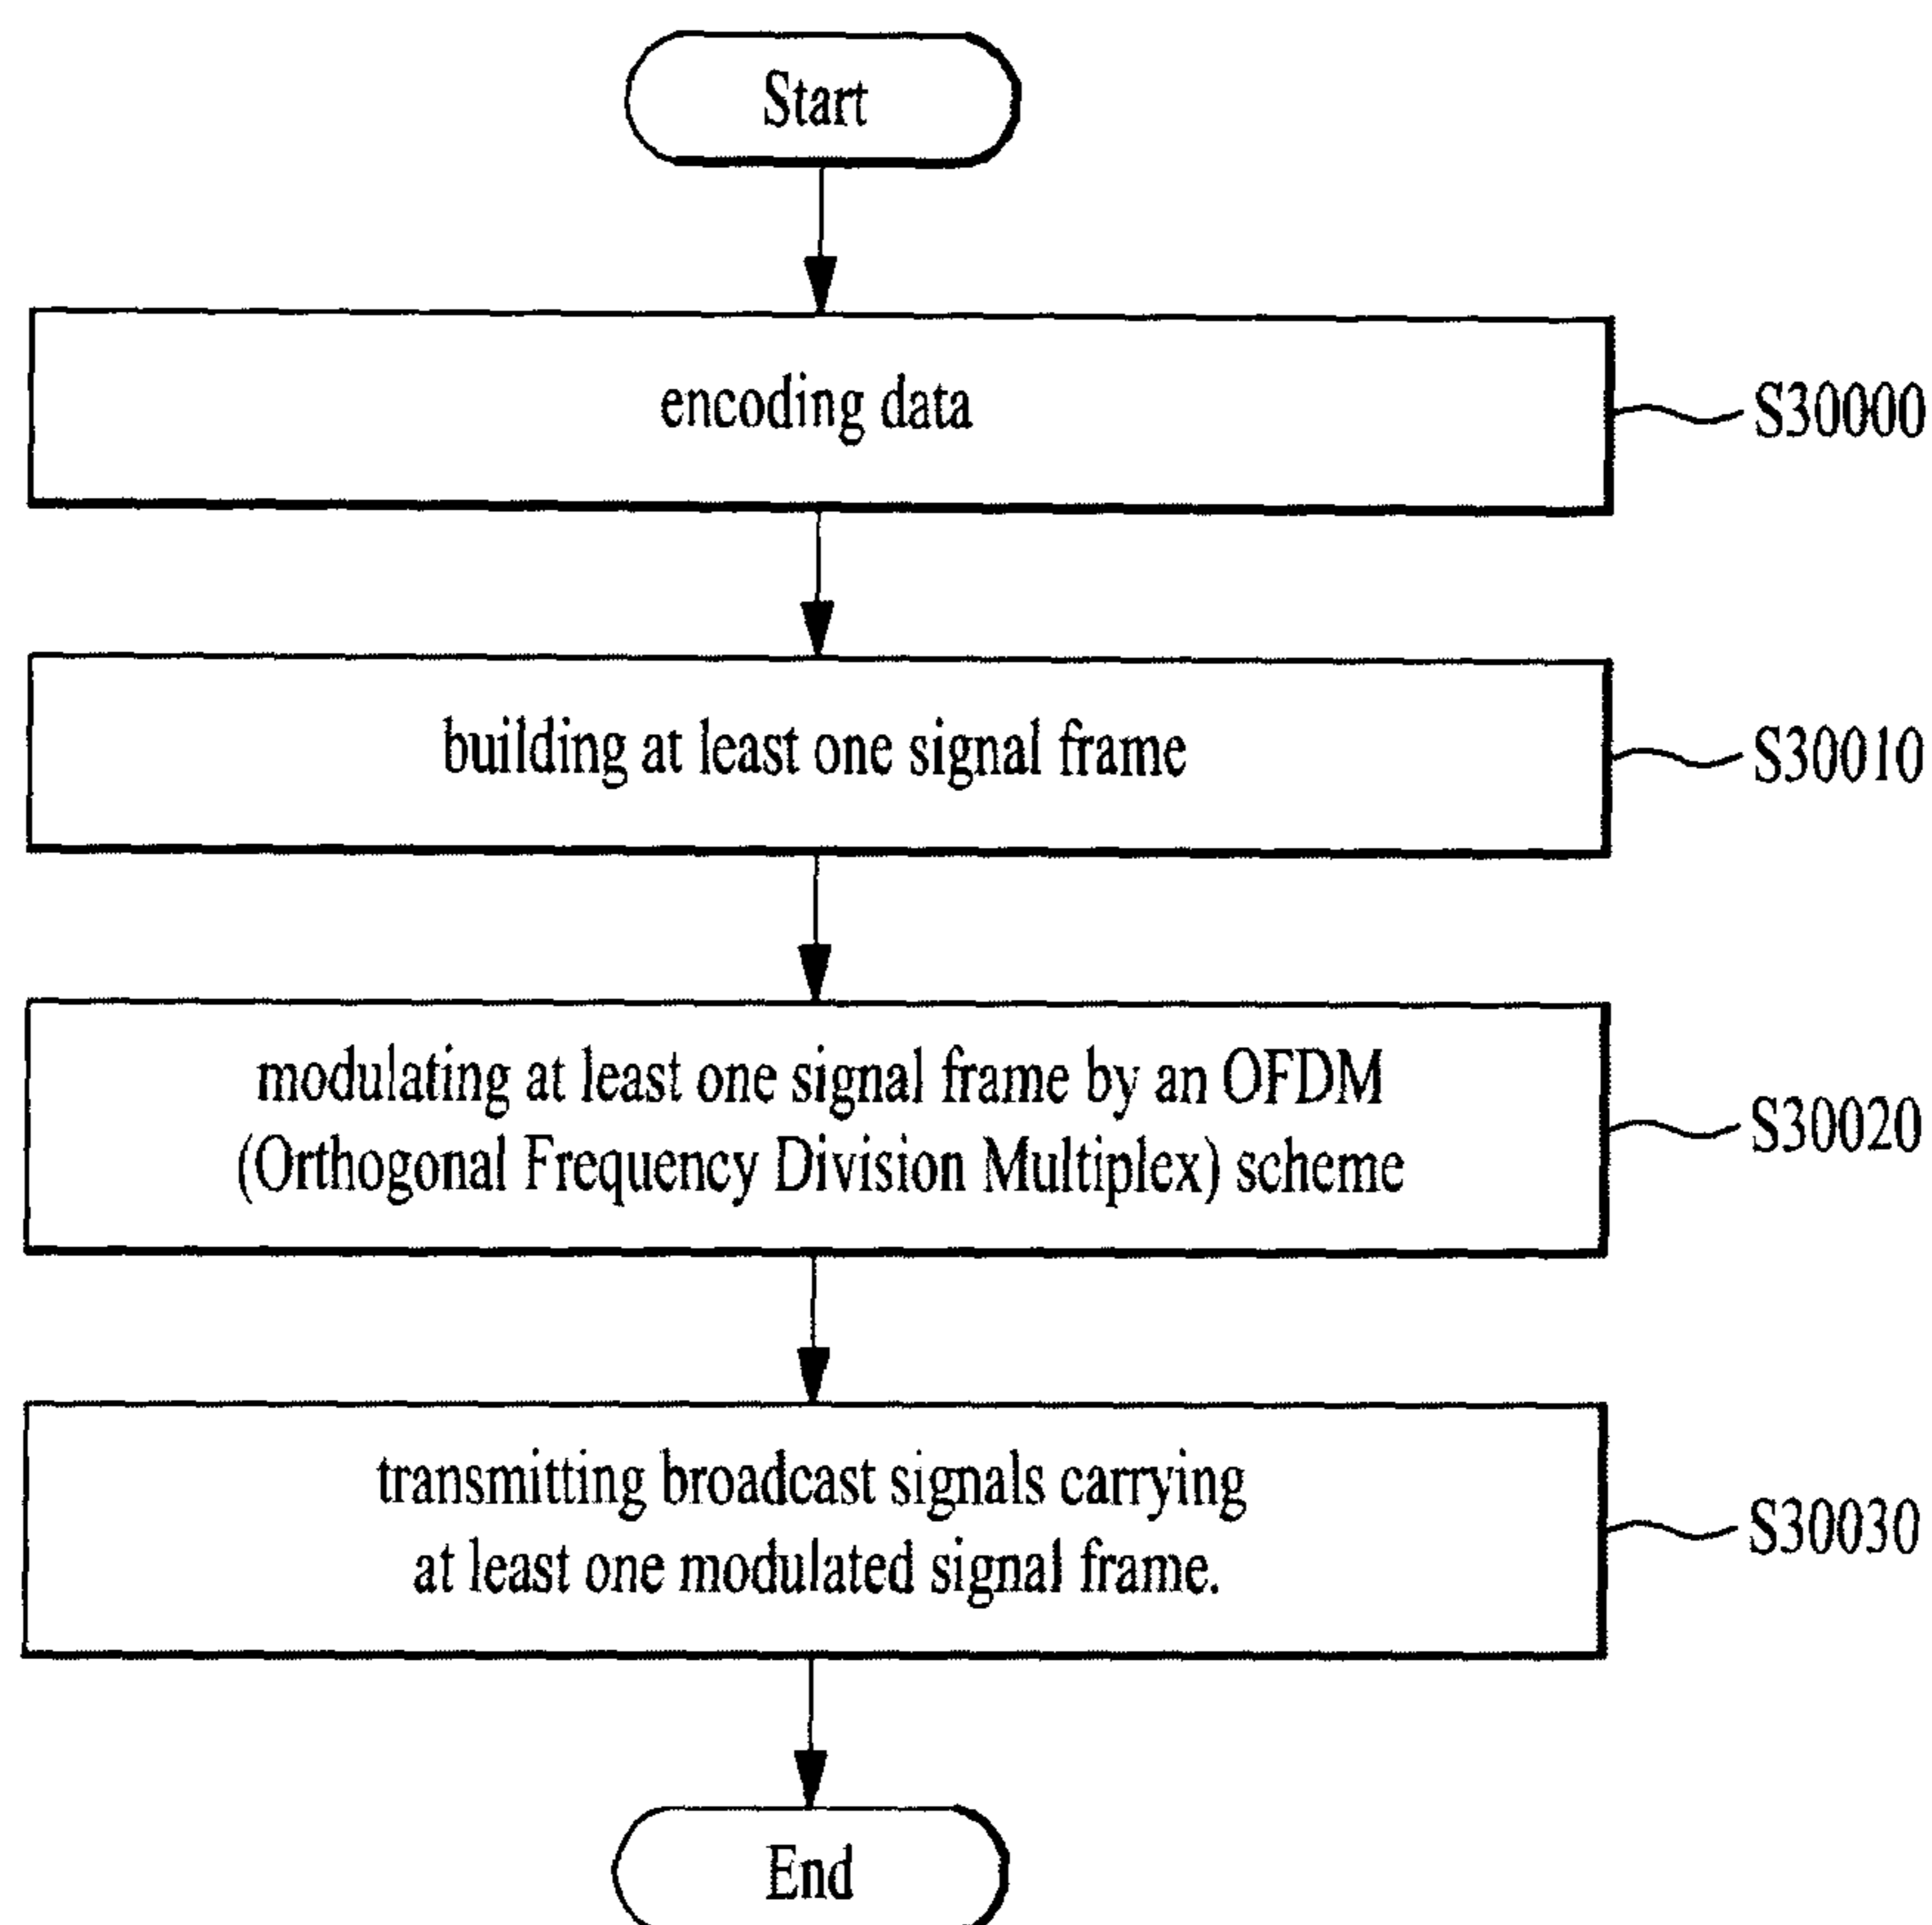 Start
encoding data
S30000
building at least one signal frame
S30010
modulating at least one signal frame by an OFDM
(Orthogonal Frequency Division Multiplex) scheme
S30020
transmitting broadcast signals carrying
at least one modulated signal frame.
S30030
End